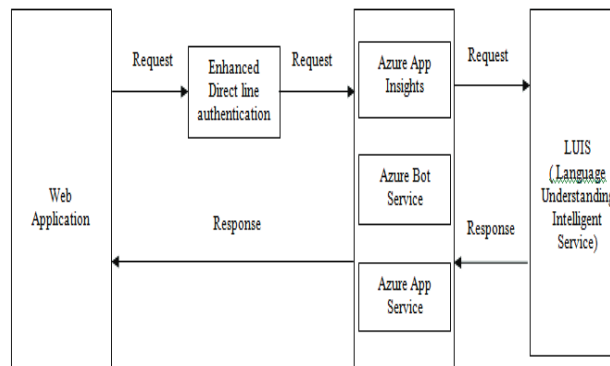 Request
Enhanced
Direct line
authentication
Request
Azure App
Insights
Request
LUIS
( Language
Understanding
Intelligent
Service)
Web
Application
Azure Bot
Service
Response
Response
Azure App
Service